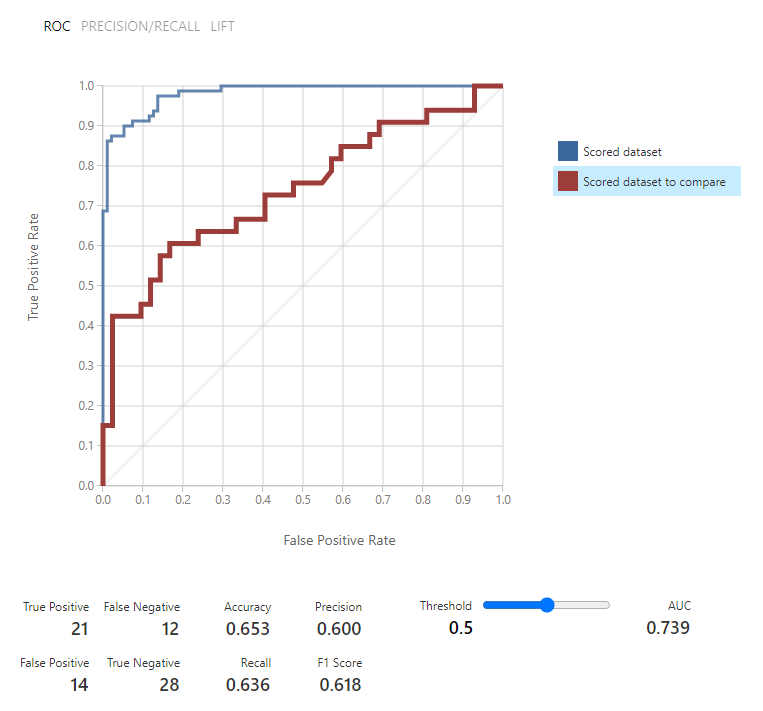 ROC PRECISION/RECALL LIFT
1.0
0.9
0.8
0.7
0.6
0.5
0.4
0.3
0.2
0.1
0.0
True Positive Rate
0.0 0.1 0.2 0.3 0.4 0.5 0.6 0.7 0.8 0.9 1.0
False Positive Rate
Scored dataset
Scored dataset to compare
True Positive False Negative Accuracy Precision Threshold AUC
21 12 0.653 0.600 0.5 0.739
False Positive True Negative Recall F1 Score
14 28 0.636 0.618